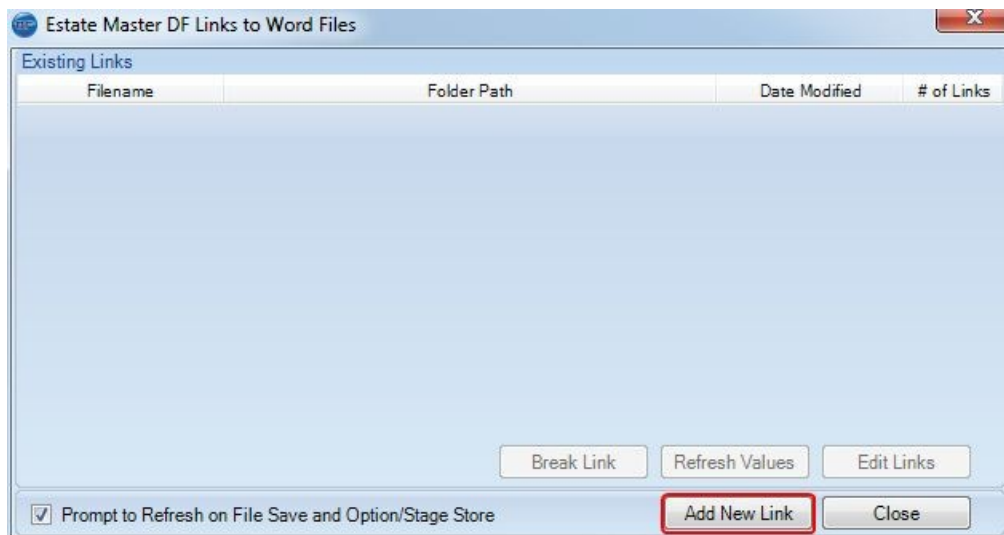 Estate Master DF Links to Word Files
Existing Links
Filename Folder Path Date Modified # of Links
Break Link Refresh Values Edit Links
Prompt to Refresh on File Save and Option/Stage Store Add New Link Close